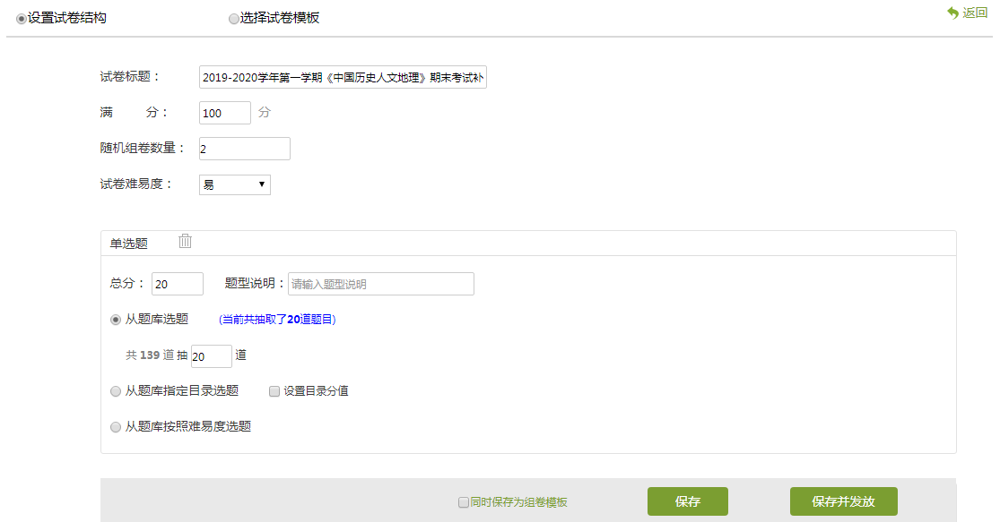 设置试卷结构 选择试卷模板 返回
试卷标题： 2019-2020学年第一学期《中国历史人文地理》期末考试补
满 分： 100 分
随机组卷数量： 2
试卷难易度： 易
单选题
总分： 20 题型说明： 请输入题型说明
从题库选题 (当前共抽取了20道题目)
共 139 道 抽 20 道
从题库指定目录选题 设置目录分值
从题库按照难易度选题
同时保存为组卷模板 保存 保存并发放